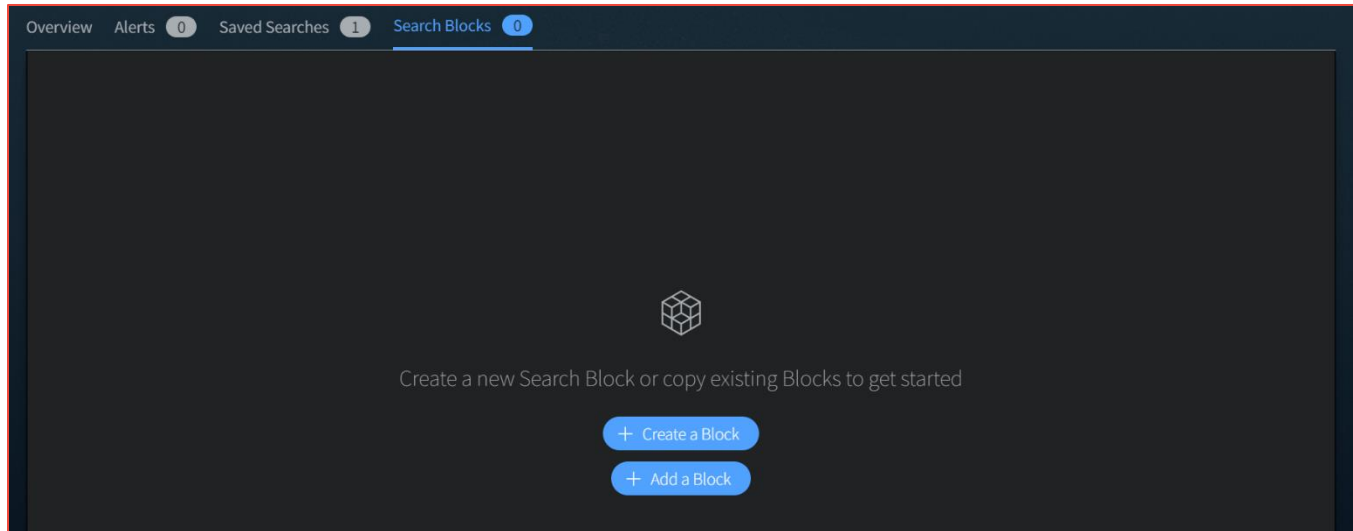 Overview Alerts 0 Saved Searches 1 Search Blocks 0
Create a new Search Block or copy existing Blocks to get started
+ Create a Block
+ Add a Block